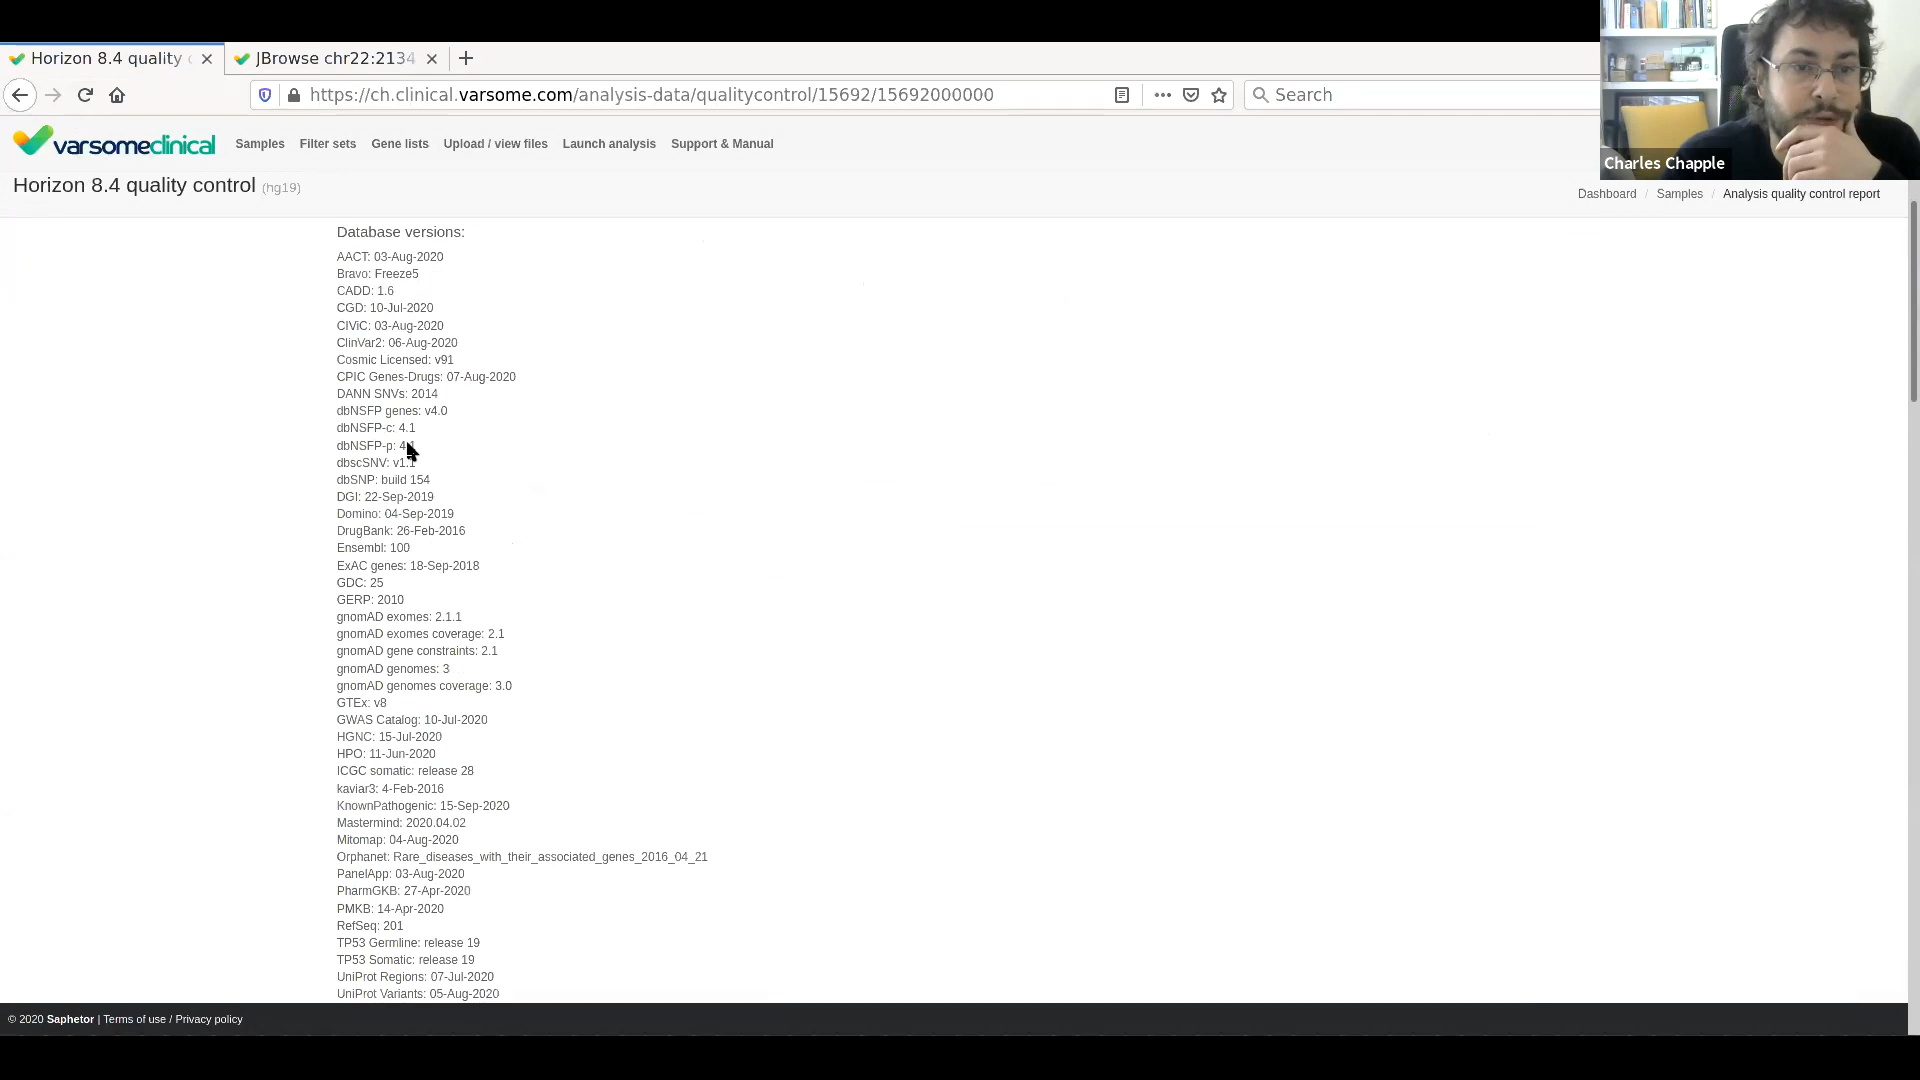 Horizon 8.4 quality
JBrowse chr22:2134
https://ch.clinical.varsome.com/analysis-data/qualitycontrol/15692/15692000000
Search
Charles Chapple
varsomeclinical
Samples
Filter sets
Gene lists
Upload / view files
Launch analysis
Support & Manual
Horizon 8.4 quality control (hg19)
Dashboard / Samples / Analysis quality control report
Database versions:
AACT: 03-Aug-2020
Bravo: Freeze5
CADD: 1.6
CGD: 10-Jul-2020
CIViC: 03-Aug-2020
ClinVar2: 06-Aug-2020
Cosmic Licensed: v91
CPIC Genes-Drugs: 07-Aug-2020
DANN SNVs: 2014
dbNSFP genes: v4.0
dbNSFP-c: 4.1
dbNSFP-p: 4.1
dbscSNV: v1.1
dbSNP: build 154
DGI: 22-Sep-2019
Domino: 04-Sep-2019
DrugBank: 26-Feb-2016
Ensembl: 100
ExAC genes: 18-Sep-2018
GDC: 25
GERP: 2010
gnomAD exomes: 2.1.1
gnomAD exomes coverage: 2.1
gnomAD gene constraints: 2.1
gnomAD genomes: 3
gnomAD genomes coverage: 3.0
GTEx: v8
GWAS Catalog: 10-Jul-2020
HGNC: 15-Jul-2020
HPO: 11-Jun-2020
ICGC somatic: release 28
kaviar3: 4-Feb-2016
KnownPathogenic: 15-Sep-2020
Mastermind: 2020.04.02
Mitomap: 04-Aug-2020
Orphanet: Rare_diseases_with_their_associated_genes_2016_04_21
PanelApp: 03-Aug-2020
PharmGKB: 27-Apr-2020
PMKB: 14-Apr-2020
RefSeq: 201
TP53 Germline: release 19
TP53 Somatic: release 19
UniProt Regions: 07-Jul-2020
UniProt Variants: 05-Aug-2020
© 2020 Saphetor | Terms of use / Privacy policy